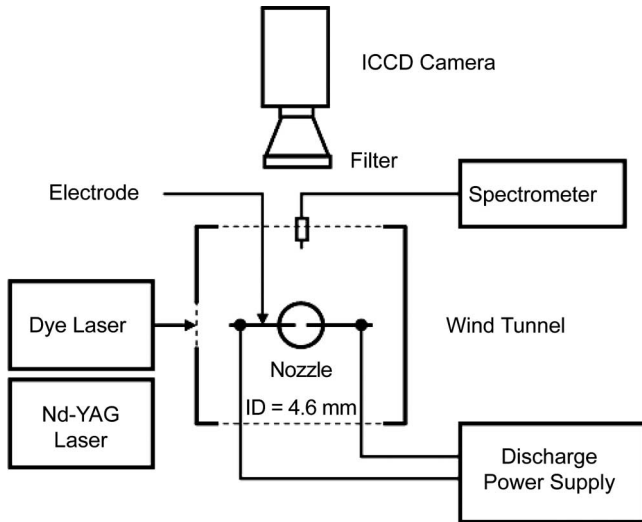 ICCD Camera
Filter
Electrode
Spectrometer
Dye Laser
Wind Tunnel
Nozzle
ID = 4.6 mm
Nd-YAG
Laser
Discharge
Power Supply